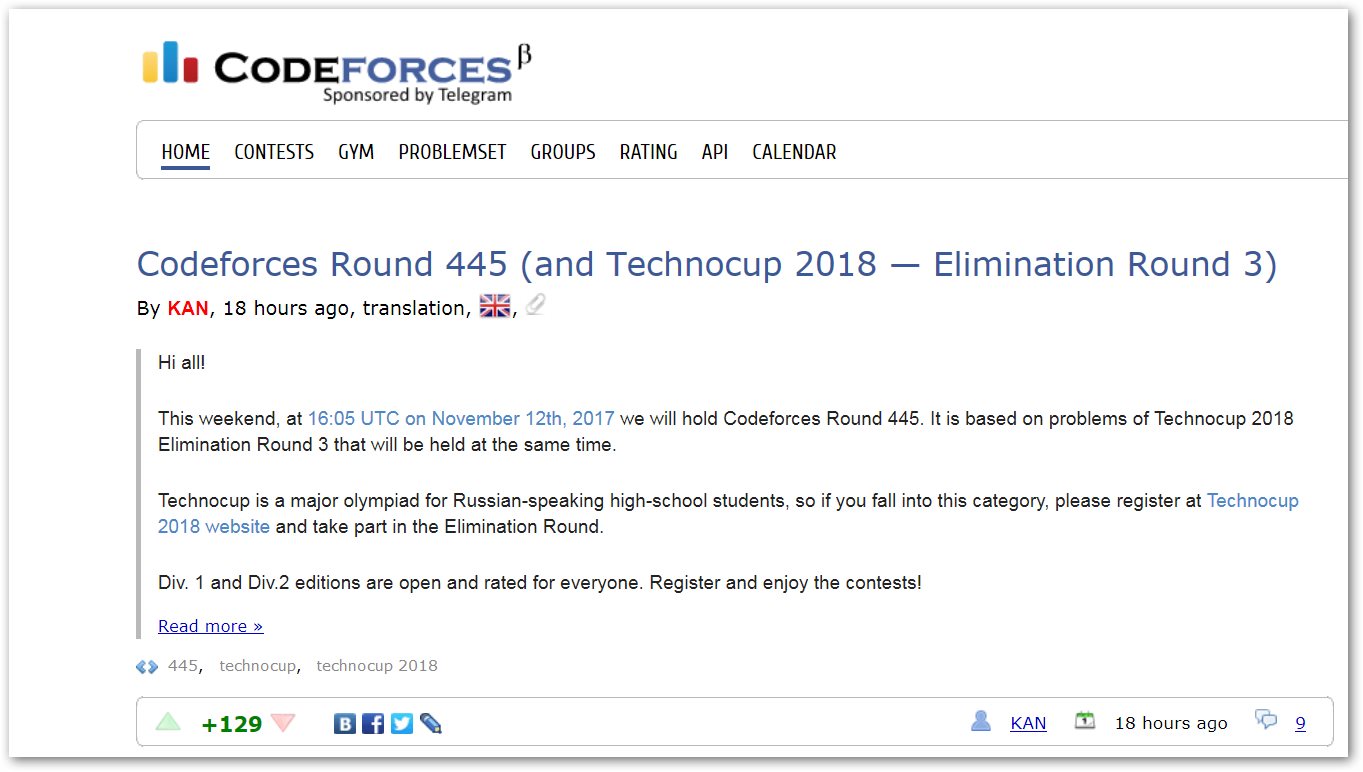 CODEFORCES β
Sponsored by Telegram
HOME CONTESTS GYM PROBLEMSET GROUPS RATING API CALENDAR
Codeforces Round 445 (and Technocup 2018 — Elimination Round 3)
By KAN, 18 hours ago, translation, ,
Hi all!
This weekend, at 16:05 UTC on November 12th, 2017 we will hold Codeforces Round 445. It is based on problems of Technocup 2018
Elimination Round 3 that will be held at the same time.
Technocup is a major olympiad for Russian-speaking high-school students, so if you fall into this category, please register at Technocup
2018 website and take part in the Elimination Round.
Div. 1 and Div.2 editions are open and rated for everyone. Register and enjoy the contests!
Read more »
445, technocup, technocup 2018
+129 B f KAN 1 18 hours ago 9